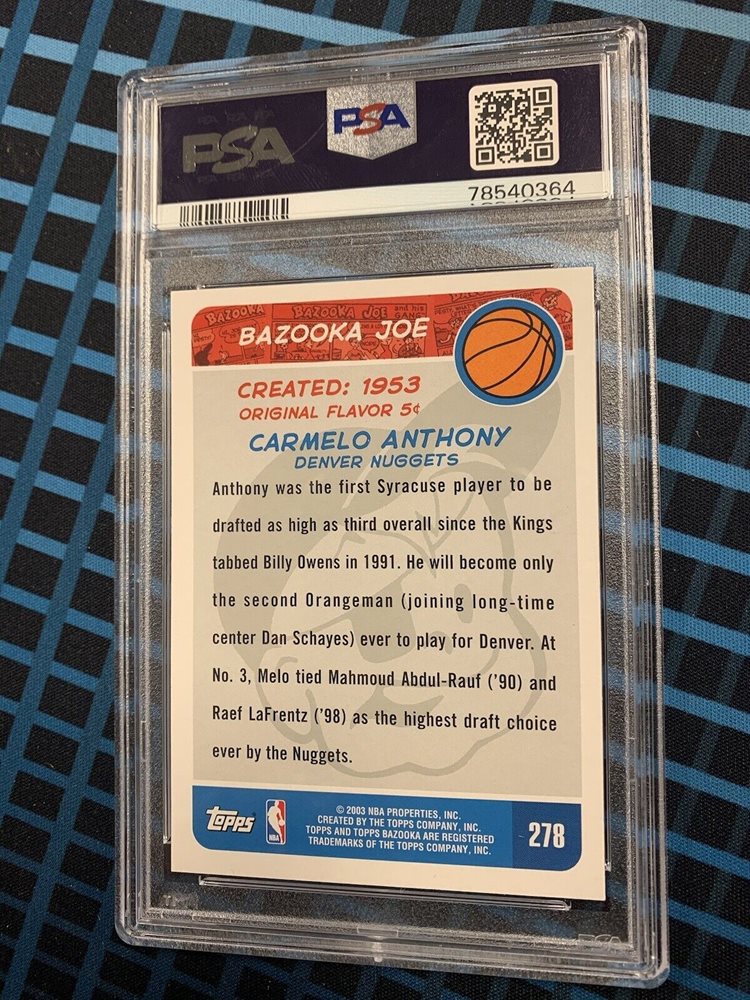 PSA
PSA
78540364
BAZOOKA
BAZOOKA JOE
and his
GANG
BAZOOKA JOE
CREATED: 1953
ORIGINAL FLAVOR 5¢
CARMELO ANTHONY
DENVER NUGGETS
Anthony was the first Syracuse player to be
drafted as high as third overall since the Kings
tabbed Billy Owens in 1991. He will become only
the second Orangeman (joining long-time
center Dan Schayes) ever to play for Denver. At
No. 3, Melo tied Mahmoud Abdul-Rauf (’90) and
Raef LaFrentz (’98) as the highest draft choice
ever by the Nuggets.
topps
NBA
© 2003 NBA PROPERTIES, INC.
CREATED BY THE TOPPS COMPANY, INC.
TOPPS AND TOPPS BAZOOKA ARE REGISTERED
TRADEMARKS OF THE TOPPS COMPANY, INC.
278
PSA